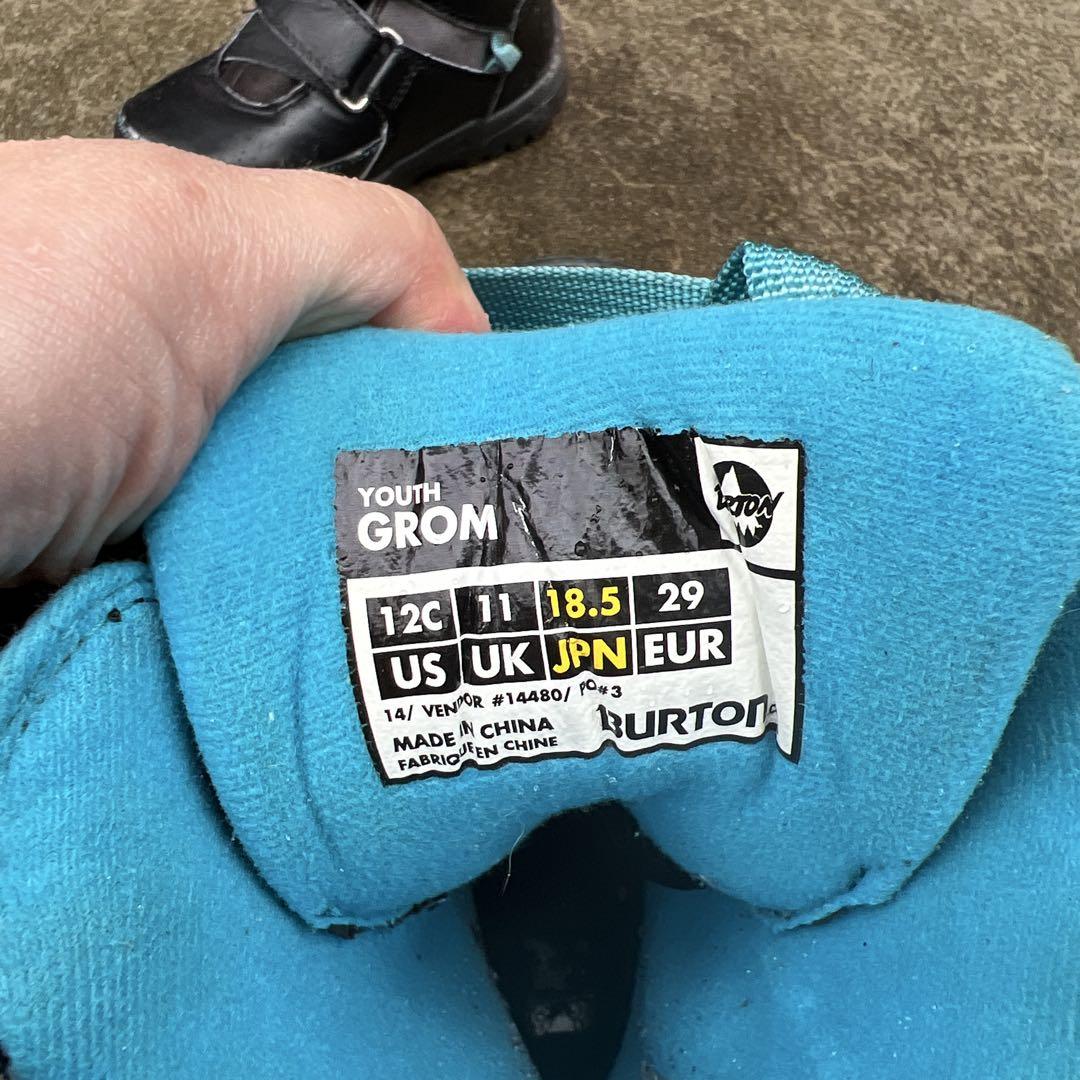 YOUTH
GROM
12C 11 18.5 29
US UK JPN EUR
14/ VENDOR #14480/ PO#3
MADE IN CHINA
FABRIQUE EN CHINE
BURTON